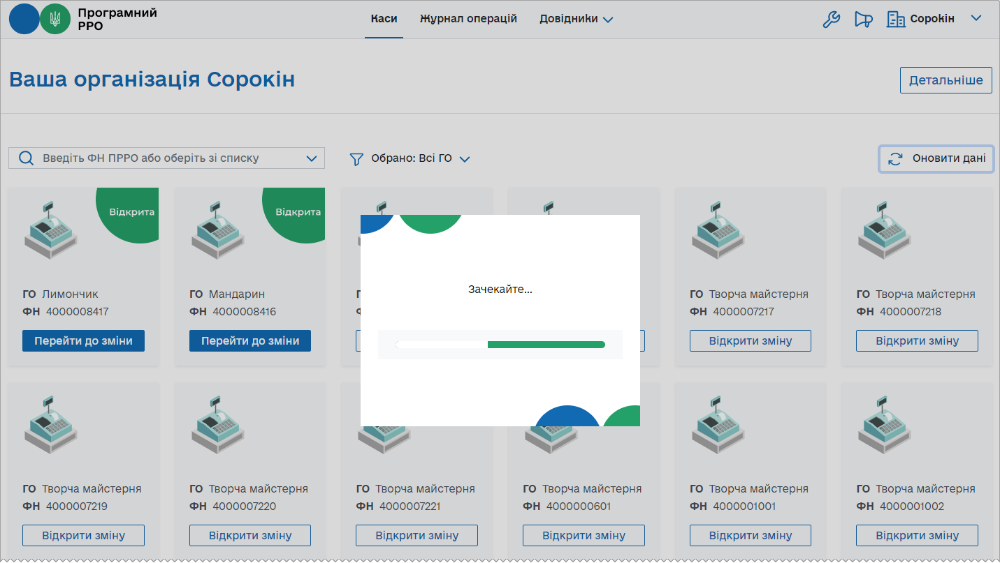 Програмний
РРО
Каси
Журнал операцій
Довідники
Сорокін
Ваша організація Сорокін
Детальніше
Введіть ФН ПРРО або оберіть зі списку
Обрано: Всі ГО
Оновити дані
Відкрита
Відкрита
Зачекайте...
ГО Лимончик
ФН 4000008417
Перейти до зміни
ГО Мандарин
ФН 4000008416
Перейти до зміни
ГО Творча майстерня
ФН 4000007217
Відкрити зміну
ГО Творча майстерня
ФН 4000007218
Відкрити зміну
ГО Творча майстерня
ФН 4000007219
Відкрити зміну
ГО Творча майстерня
ФН 4000007220
Відкрити зміну
ГО Творча майстерня
ФН 4000007221
Відкрити зміну
ГО Творча майстерня
ФН 4000000601
Відкрити зміну
ГО Творча майстерня
ФН 4000001001
Відкрити зміну
ГО Творча майстерня
ФН 4000001002
Відкрити зміну